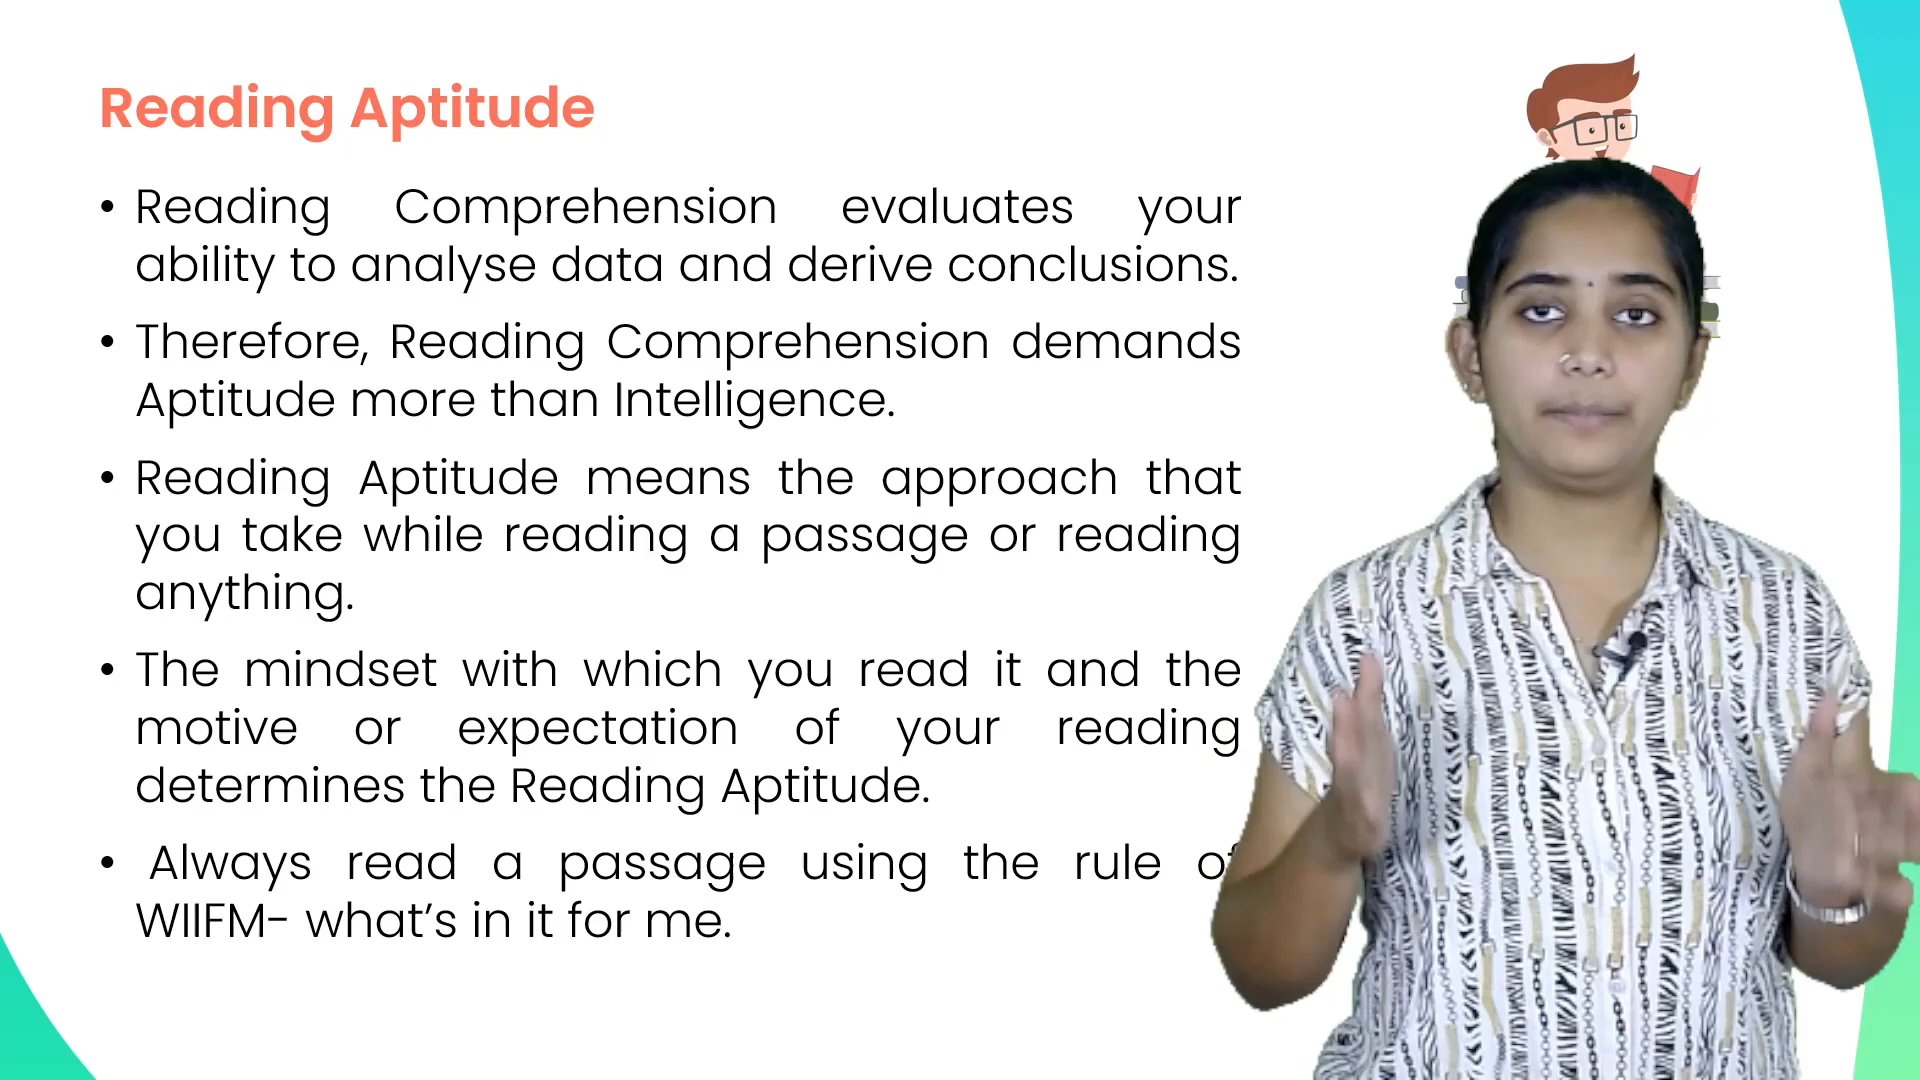 Reading Aptitude
• Reading Comprehension evaluates your
ability to analyse data and derive conclusions.
• Therefore, Reading Comprehension demands
Aptitude more than Intelligence.
• Reading Aptitude means the approach that
you take while reading a passage or reading
anything.
• The mindset with which you read it and the
motive or expectation of your reading
determines the Reading Aptitude.
• Always read a passage using the rule of
WIIFM- what’s in it for me.